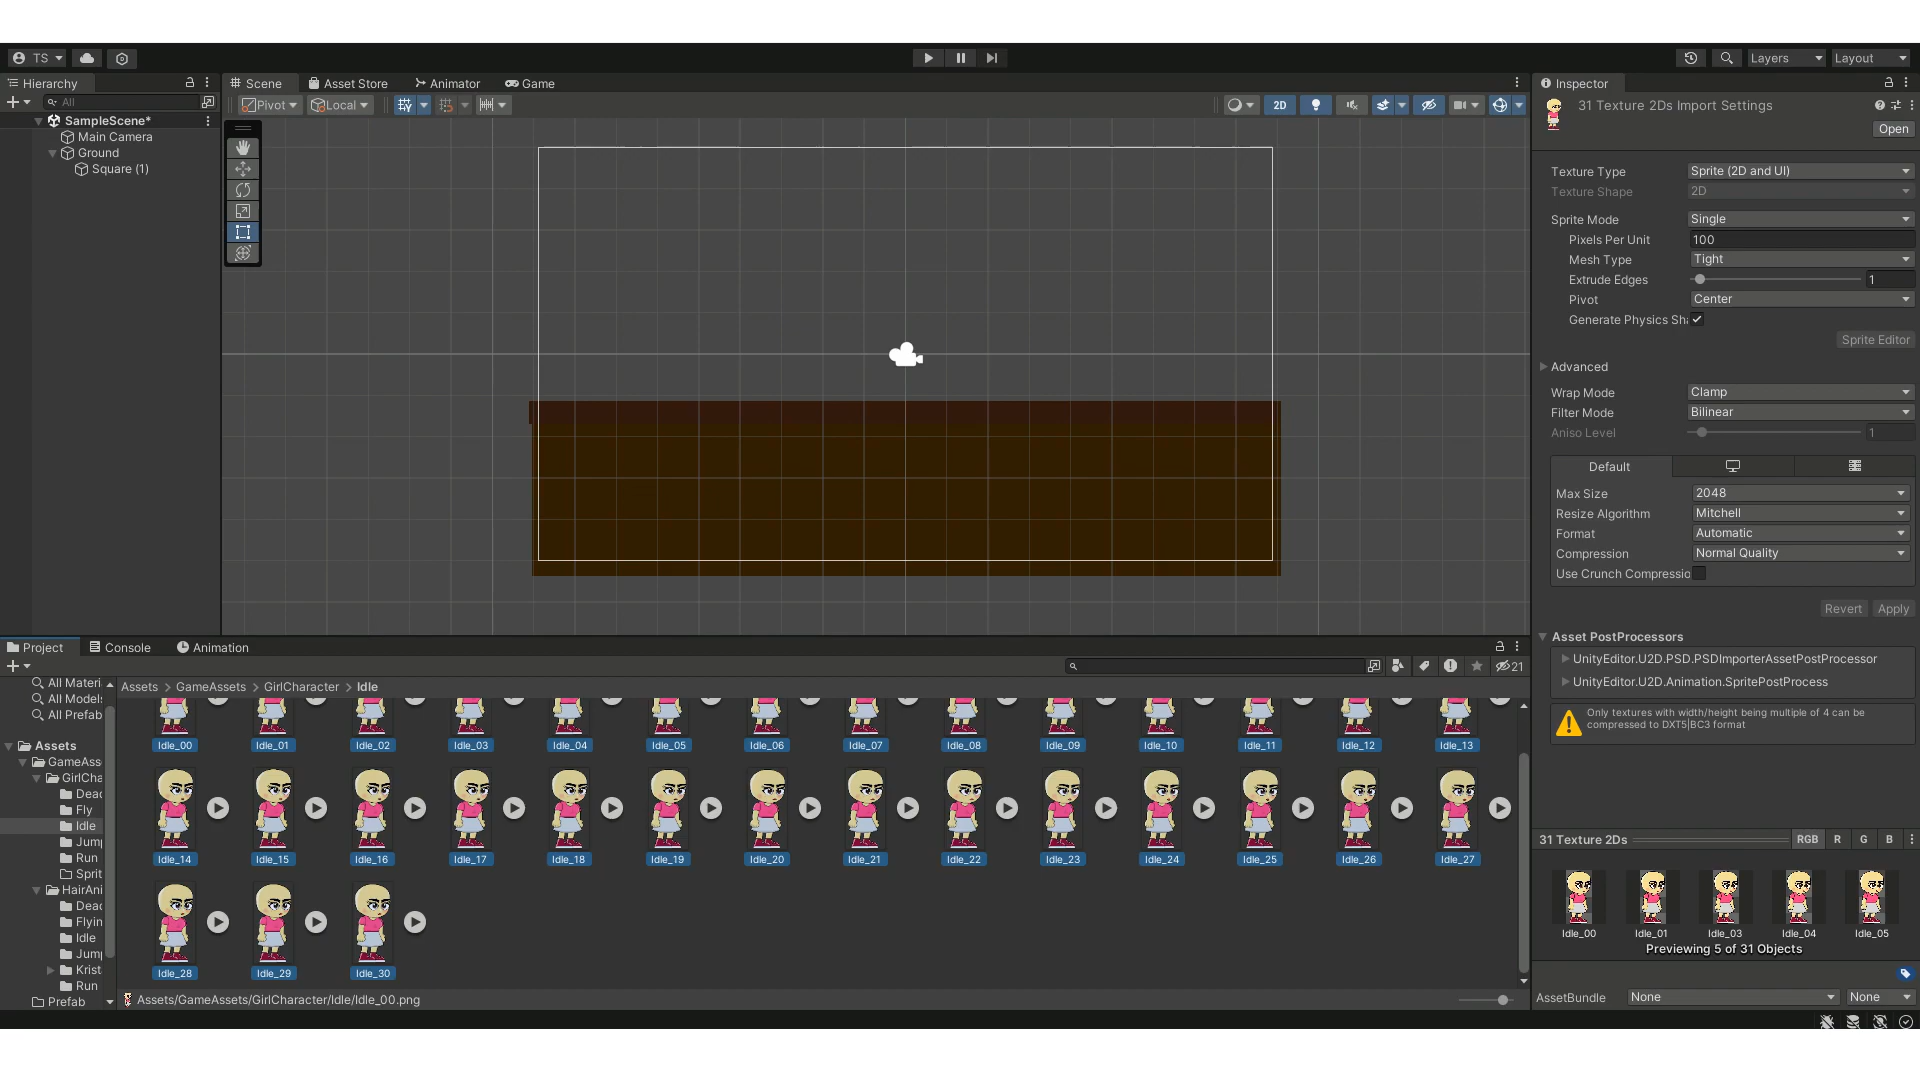 TS
Layers
Layout
Hierarchy
Scene
Asset Store
Animator
Game
Inspector
All
Pivot
Local
2D
31 Texture 2Ds Import Settings
Open
SampleScene*
Main Camera
Ground
Square (1)
Texture Type
Sprite (2D and UI)
Texture Shape
2D
Sprite Mode
Single
Pixels Per Unit
100
Mesh Type
Tight
Extrude Edges
1
Pivot
Center
Generate Physics Sha
Sprite Editor
Advanced
Wrap Mode
Clamp
Filter Mode
Bilinear
Aniso Level
1
Default
Max Size
2048
Resize Algorithm
Mitchell
Format
Automatic
Compression
Normal Quality
Use Crunch Compressio
Revert
Apply
Asset PostProcessors
UnityEditor.U2D.PSD.PSDImporterAssetPostProcessor
UnityEditor.U2D.Animation.SpritePostProcess
Only textures with width/height being multiple of 4 can be
compressed to DXT5|BC3 format
Project
Console
Animation
21
All Materi
All Models
All Prefab
Assets
GameAss
GirlCha
Dead
Fly
Idle
Jump
Run
Sprit
HairAni
Dead
Flyin
Idle
Jump
Krist
Run
Prefab
Assets > GameAssets > GirlCharacter > Idle
Idle_00
Idle_01
Idle_02
Idle_03
Idle_04
Idle_05
Idle_06
Idle_07
Idle_08
Idle_09
Idle_10
Idle_11
Idle_12
Idle_13
Idle_14
Idle_15
Idle_16
Idle_17
Idle_18
Idle_19
Idle_20
Idle_21
Idle_22
Idle_23
Idle_24
Idle_25
Idle_26
Idle_27
Idle_28
Idle_29
Idle_30
Assets/GameAssets/GirlCharacter/Idle/Idle_00.png
31 Texture 2Ds
RGB
R
G
B
Idle_00
Idle_01
Idle_03
Idle_04
Idle_05
Previewing 5 of 31 Objects
AssetBundle
None
None